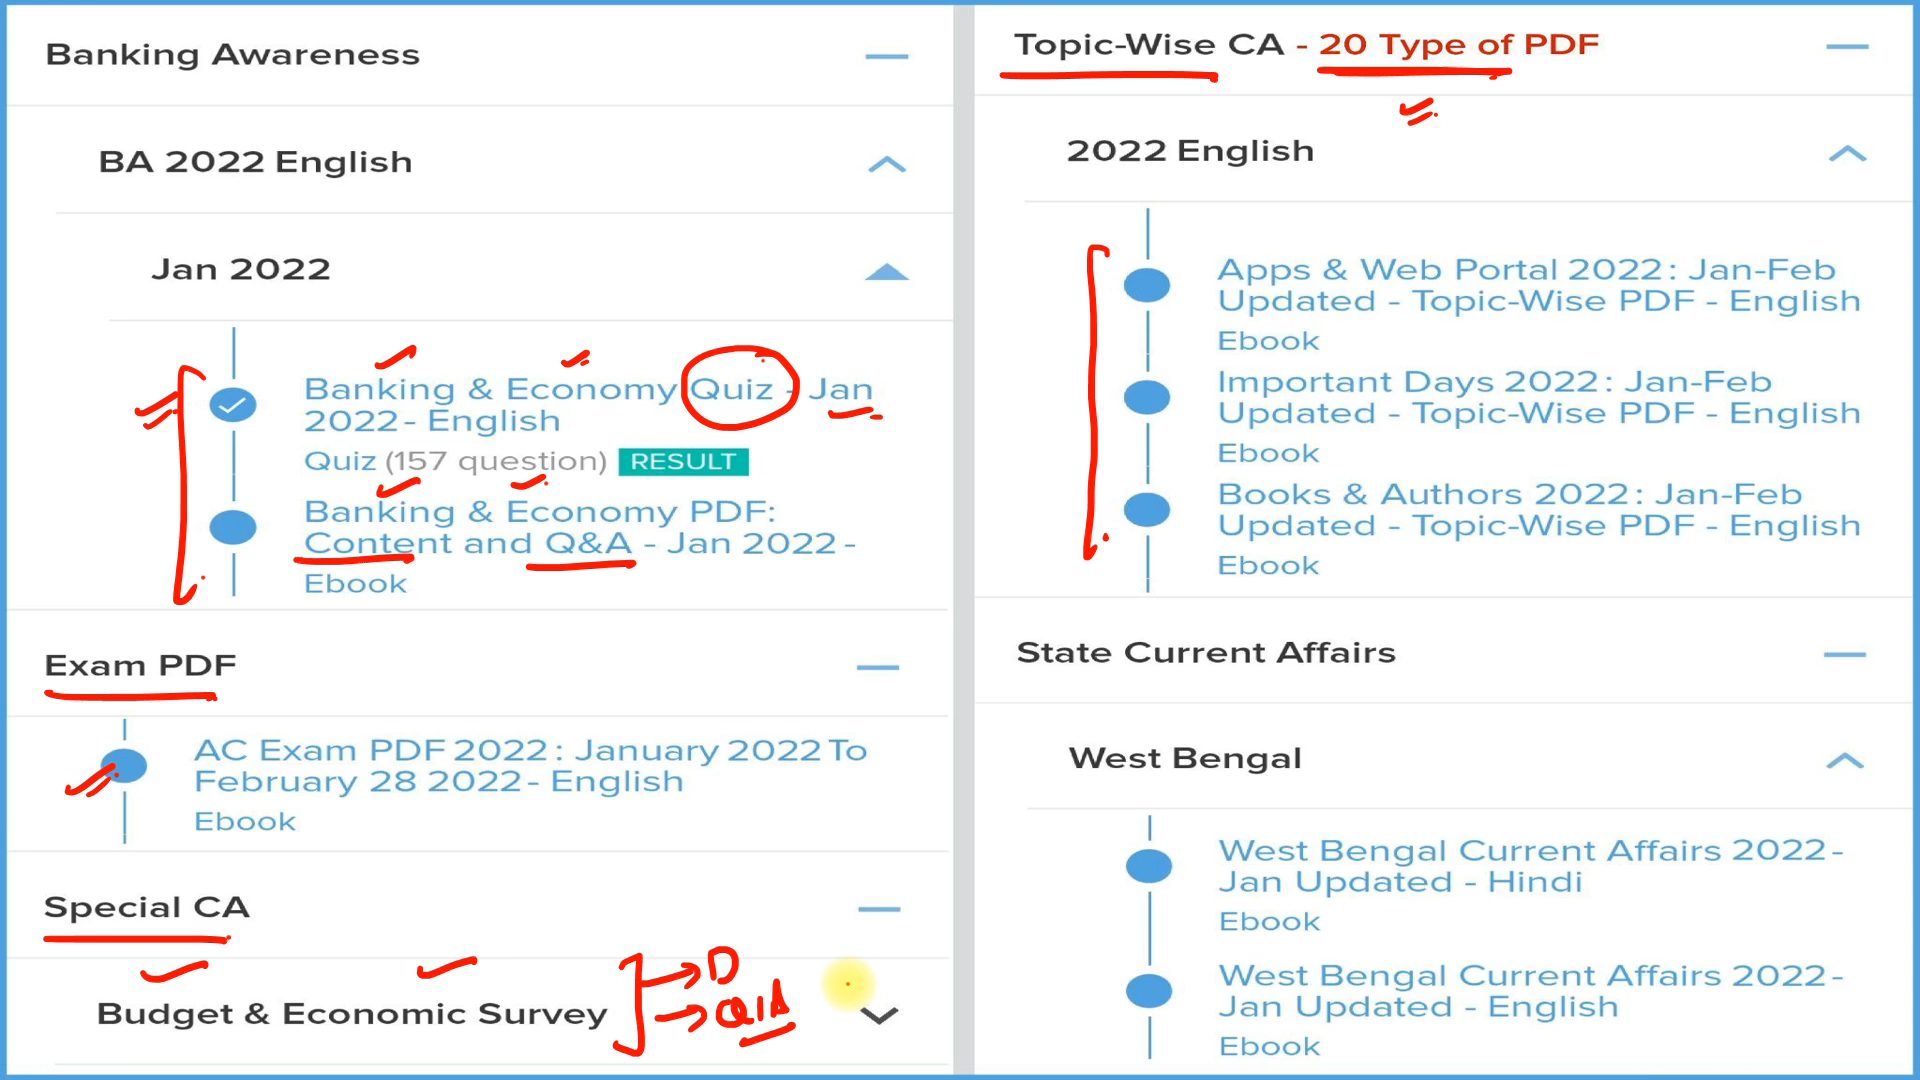 Banking Awareness
BA 2022 English
Jan 2022
Banking & Economy Quiz - Jan
2022- English
Quiz (157 question) RESULT
Banking & Economy PDF:
Content and Q&A - Jan 2022 -
Ebook
Exam PDF
AC Exam PDF 2022: January 2022 To
February 28 2022- English
Ebook
Special CA
D
Budget & Economic Survey
Topic-Wise CA - 20 Type of PDF
2022 English
Apps & Web Portal 2022: Jan-Feb
Updated - Topic-Wise PDF - English
Ebook
Important Days 2022: Jan-Feb
Updated - Topic-Wise PDF - English
Ebook
Books & Authors 2022: Jan-Feb
Updated - Topic-Wise PDF - English
Ebook
State Current Affairs
West Bengal
West Bengal Current Affairs 2022-
Jan Updated - Hindi
Ebook
West Bengal Current Affairs 2022-
Jan Updated - English
Ebook